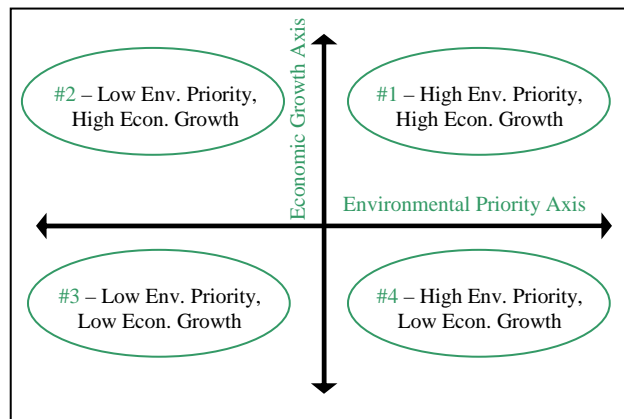 #2 – Low Env. Priority,
High Econ. Growth
Economic Growth Axis
#1 – High Env. Priority,
High Econ. Growth
Environmental Priority Axis
#3 – Low Env. Priority,
Low Econ. Growth
#4 – High Env. Priority,
Low Econ. Growth